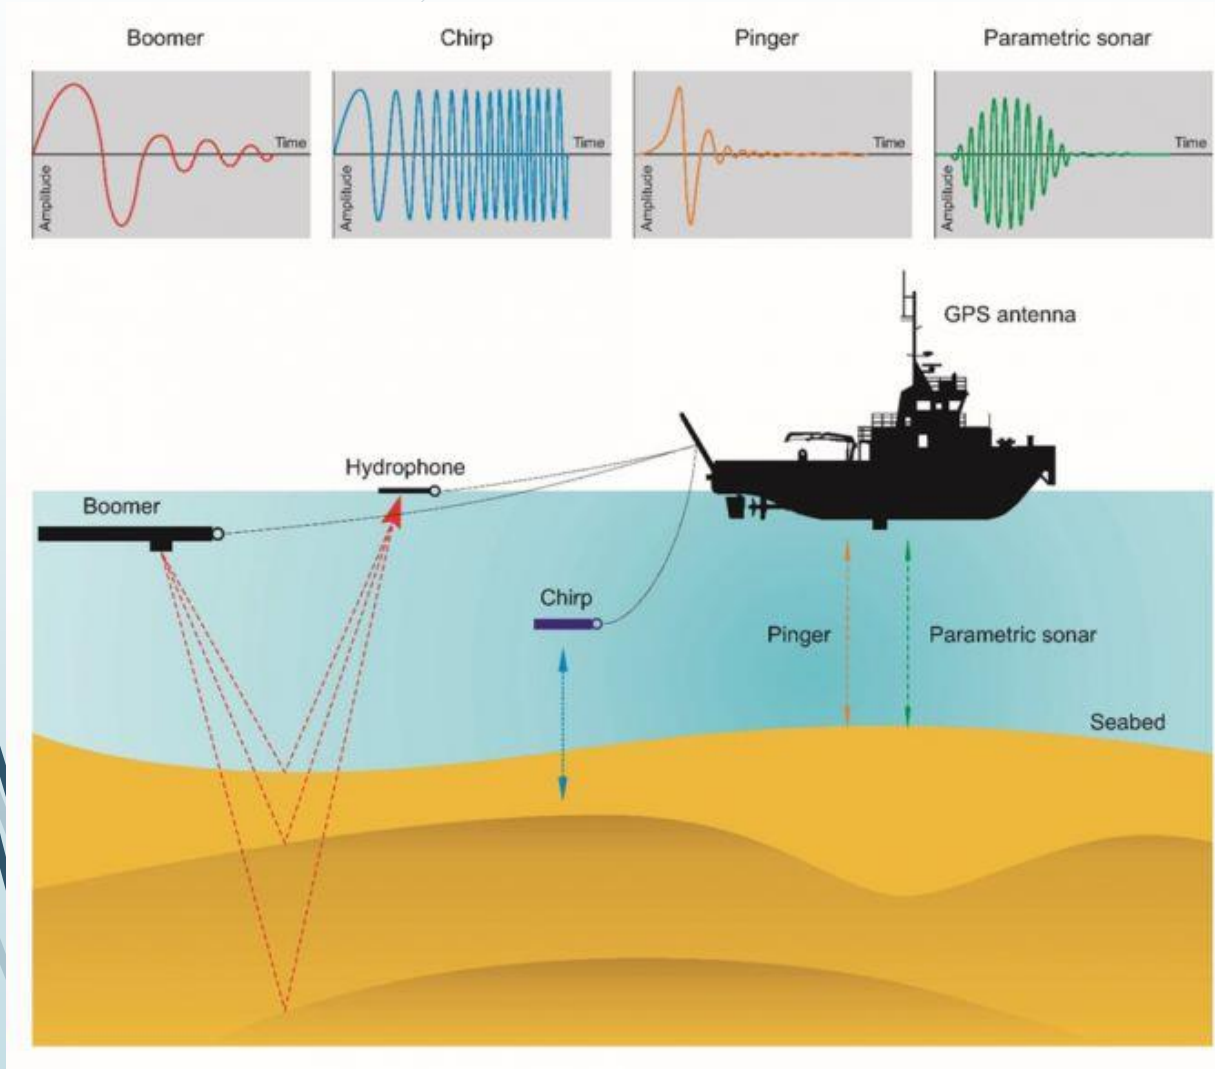 Boomer
Chirp
Pinger
Parametric sonar
Time
Amplitude
Time
Amplitude
Time
Amplitude
Time
Amplitude
GPS antenna
Hydrophone
Boomer
Chirp
Pinger
Parametric sonar
Seabed